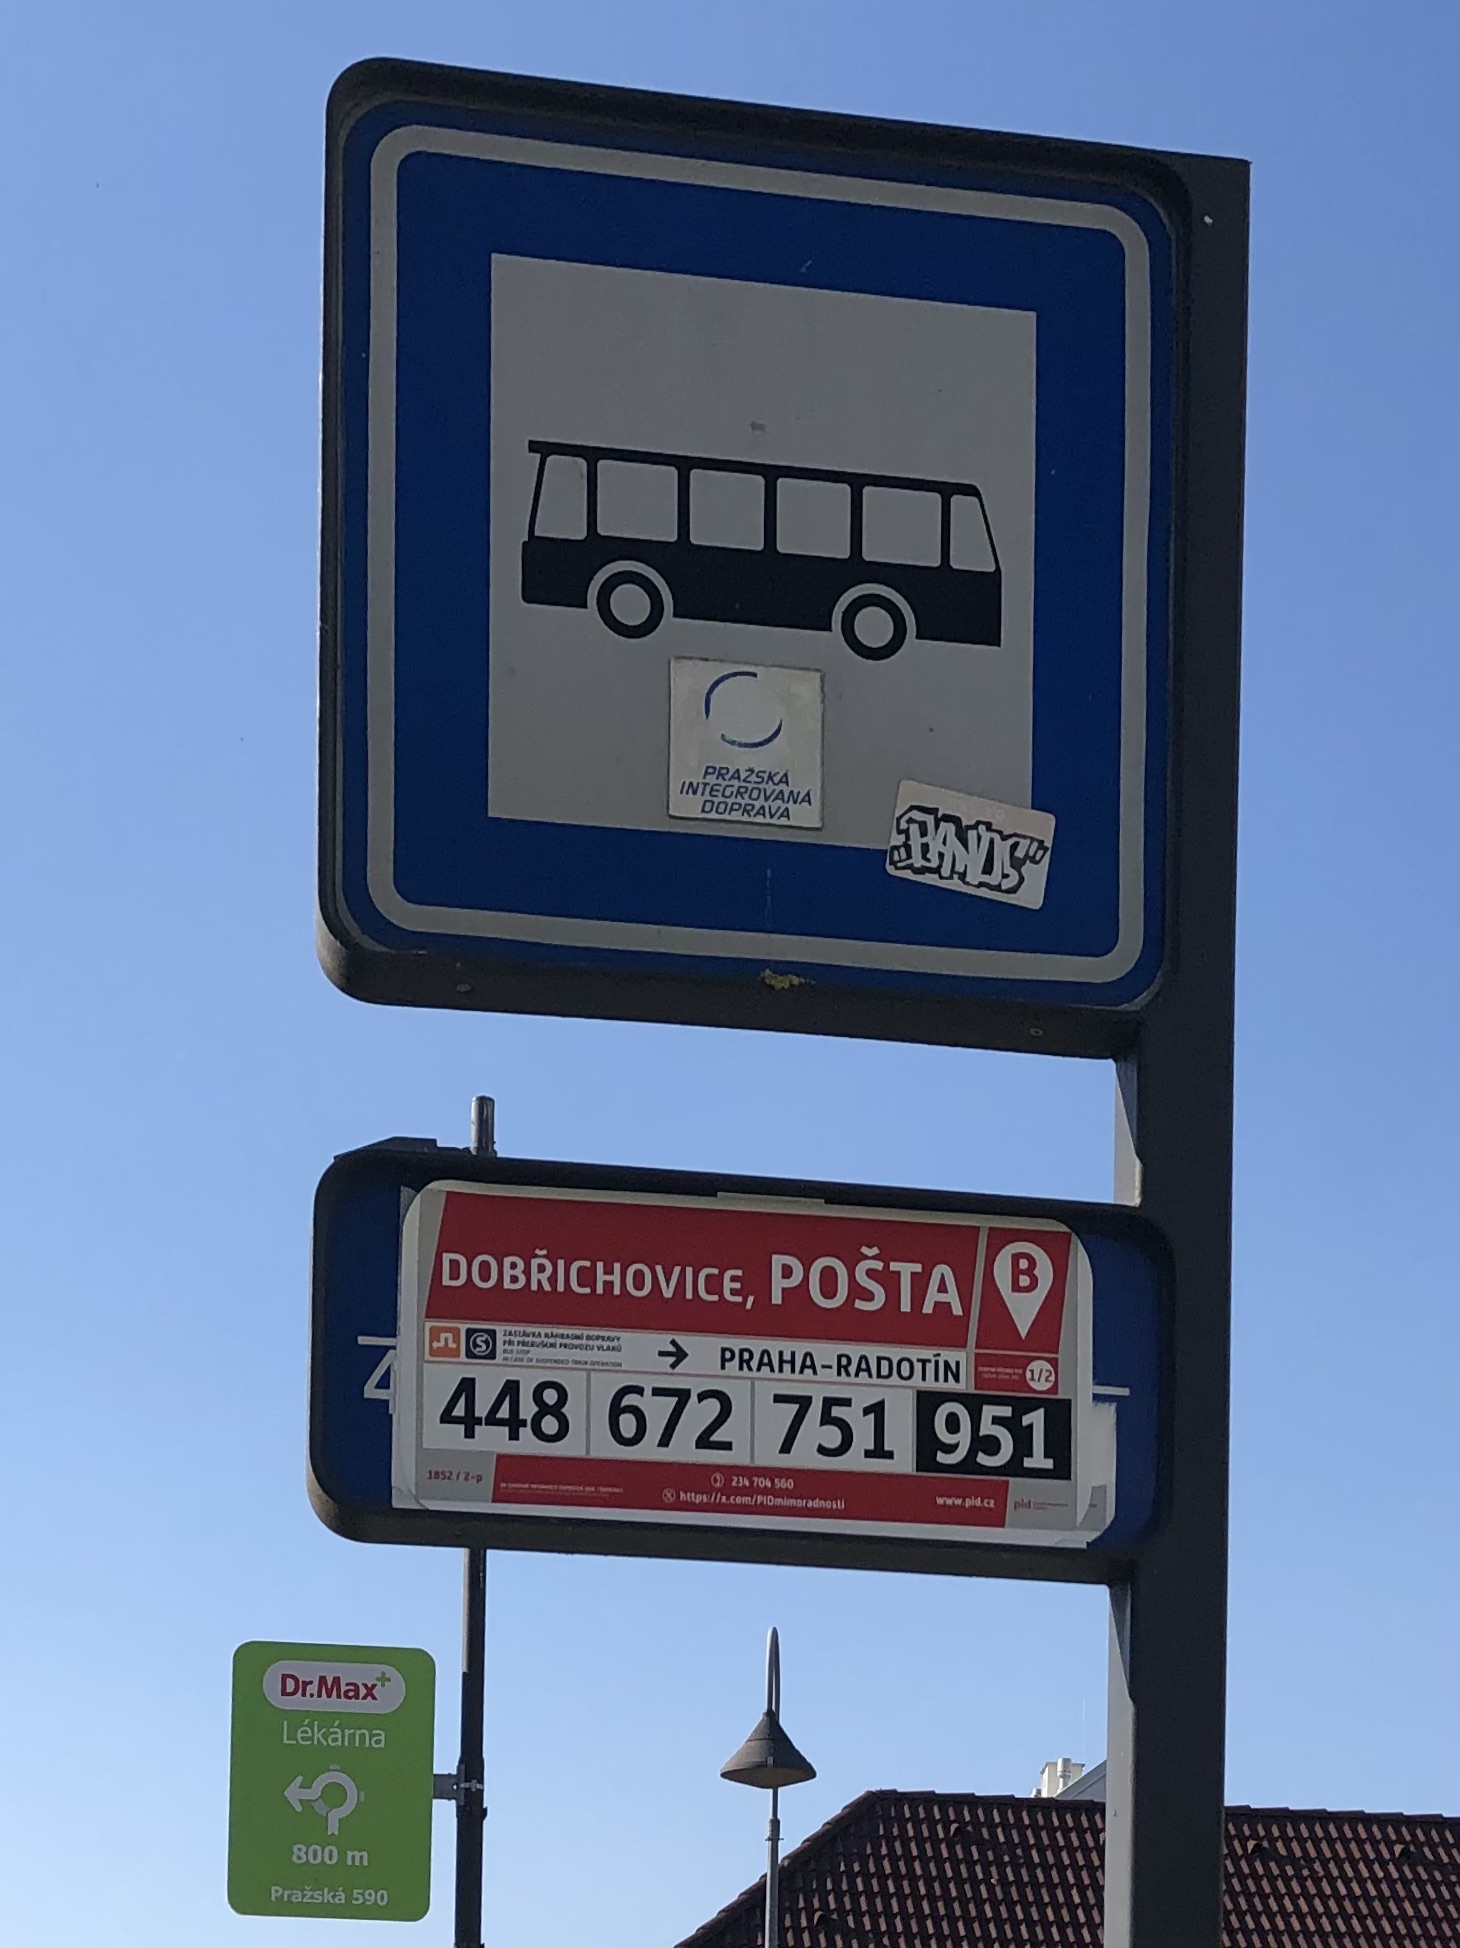 PRAŽSKÁ
INTEGROVANÁ
DOPRAVA
"PANDS"
DOBŘICHOVICE, POŠTA
B
S
ZASTÁVKA NÁHRADNÍ DOPRAVY
PŘI PŘERUŠENÍ PROVOZU VLAKŮ
BUS STOP
IN CASE OF SUSPENDED TRAIN OPERATION
→ PRAHA-RADOTÍN
1/2
448 672 751 951
1852 / 2-p
234 704 560
https://x.com/PIDmimoradnosti
www.pid.cz
pid
Dr.Max+
Lékárna
800 m
Pražská 590